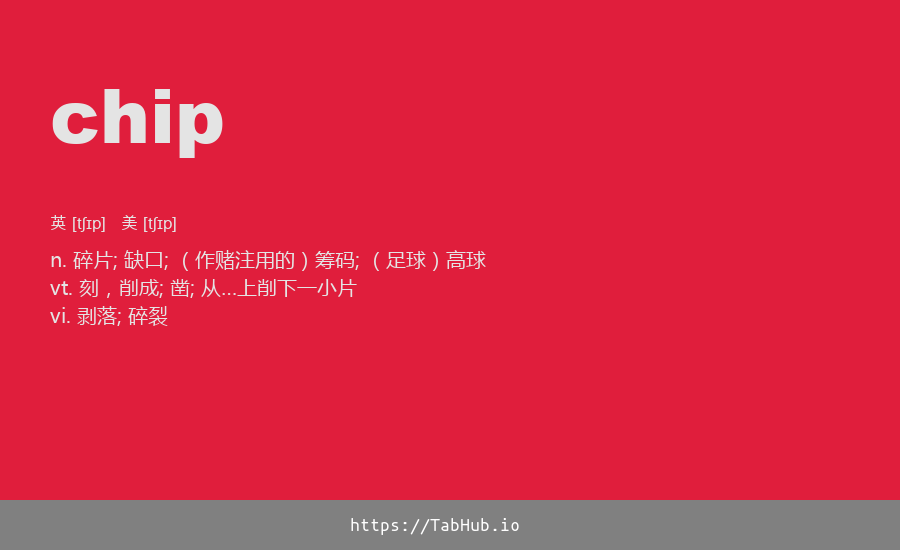 chip
英 [tʃɪp] 美 [tʃɪp]
n. 碎片; 缺口; （作赌注用的）筹码; （足球）高球
vt. 刻，削成; 凿; 从...上削下一小片
vi. 剥落; 碎裂
https://TabHub.io